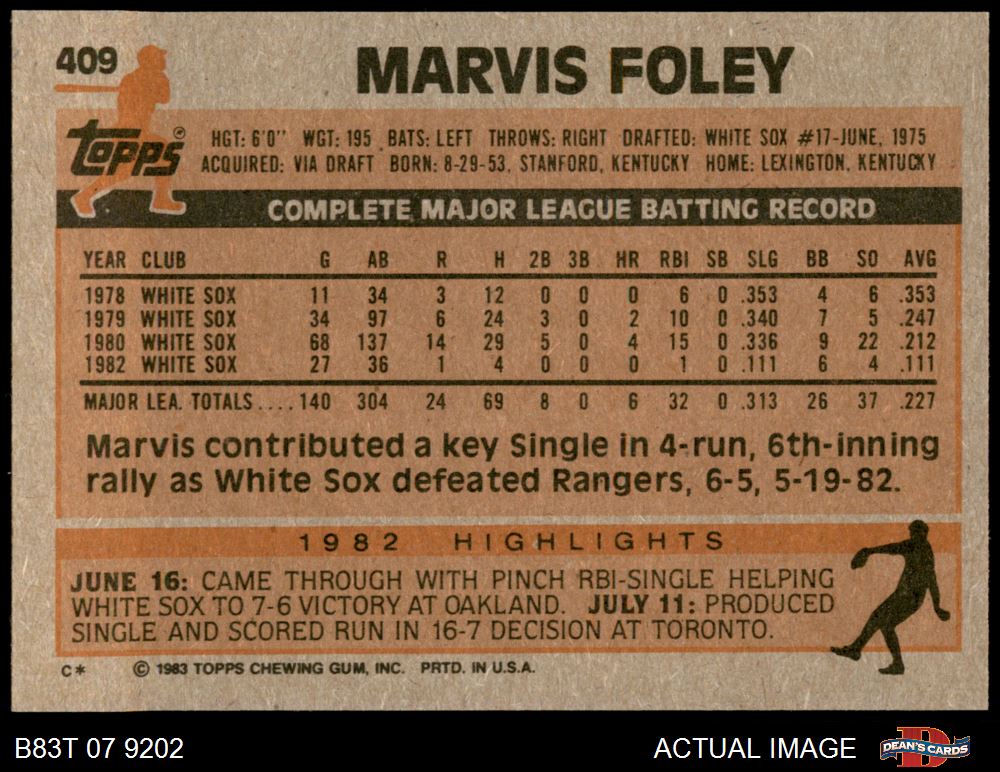 409
MARVIS FOLEY
topps®
HGT: 6'0" WGT: 195 BATS: LEFT THROWS: RIGHT DRAFTED: WHITE SOX #17-JUNE, 1975
ACQUIRED: VIA DRAFT BORN: 8-29-53, STANFORD, KENTUCKY HOME: LEXINGTON, KENTUCKY
COMPLETE MAJOR LEAGUE BATTING RECORD
YEAR CLUB G AB R H 2B 3B HR RBI SB SLG BB SO AVG
1978 WHITE SOX 11 34 3 12 0 0 0 6 0 .353 4 6 .353
1979 WHITE SOX 34 97 6 24 3 0 2 10 0 .340 7 5 .247
1980 WHITE SOX 68 137 14 29 5 0 4 15 0 .336 9 22 .212
1982 WHITE SOX 27 36 1 4 0 0 0 1 0 .111 6 4 .111
MAJOR LEA. TOTALS.... 140 304 24 69 8 0 6 32 0 .313 26 37 .227
Marvis contributed a key Single in 4-run, 6th-inning
rally as White Sox defeated Rangers, 6-5, 5-19-82.
1982 HIGHLIGHTS
JUNE 16: CAME THROUGH WITH PINCH RBI-SINGLE HELPING
WHITE SOX TO 7-6 VICTORY AT OAKLAND. JULY 11: PRODUCED
SINGLE AND SCORED RUN IN 16-7 DECISION AT TORONTO.
C* © 1983 TOPPS CHEWING GUM, INC. PRTD. IN U.S.A.
B83T 07 9202 ACTUAL IMAGE
D
DEAN'S CARDS